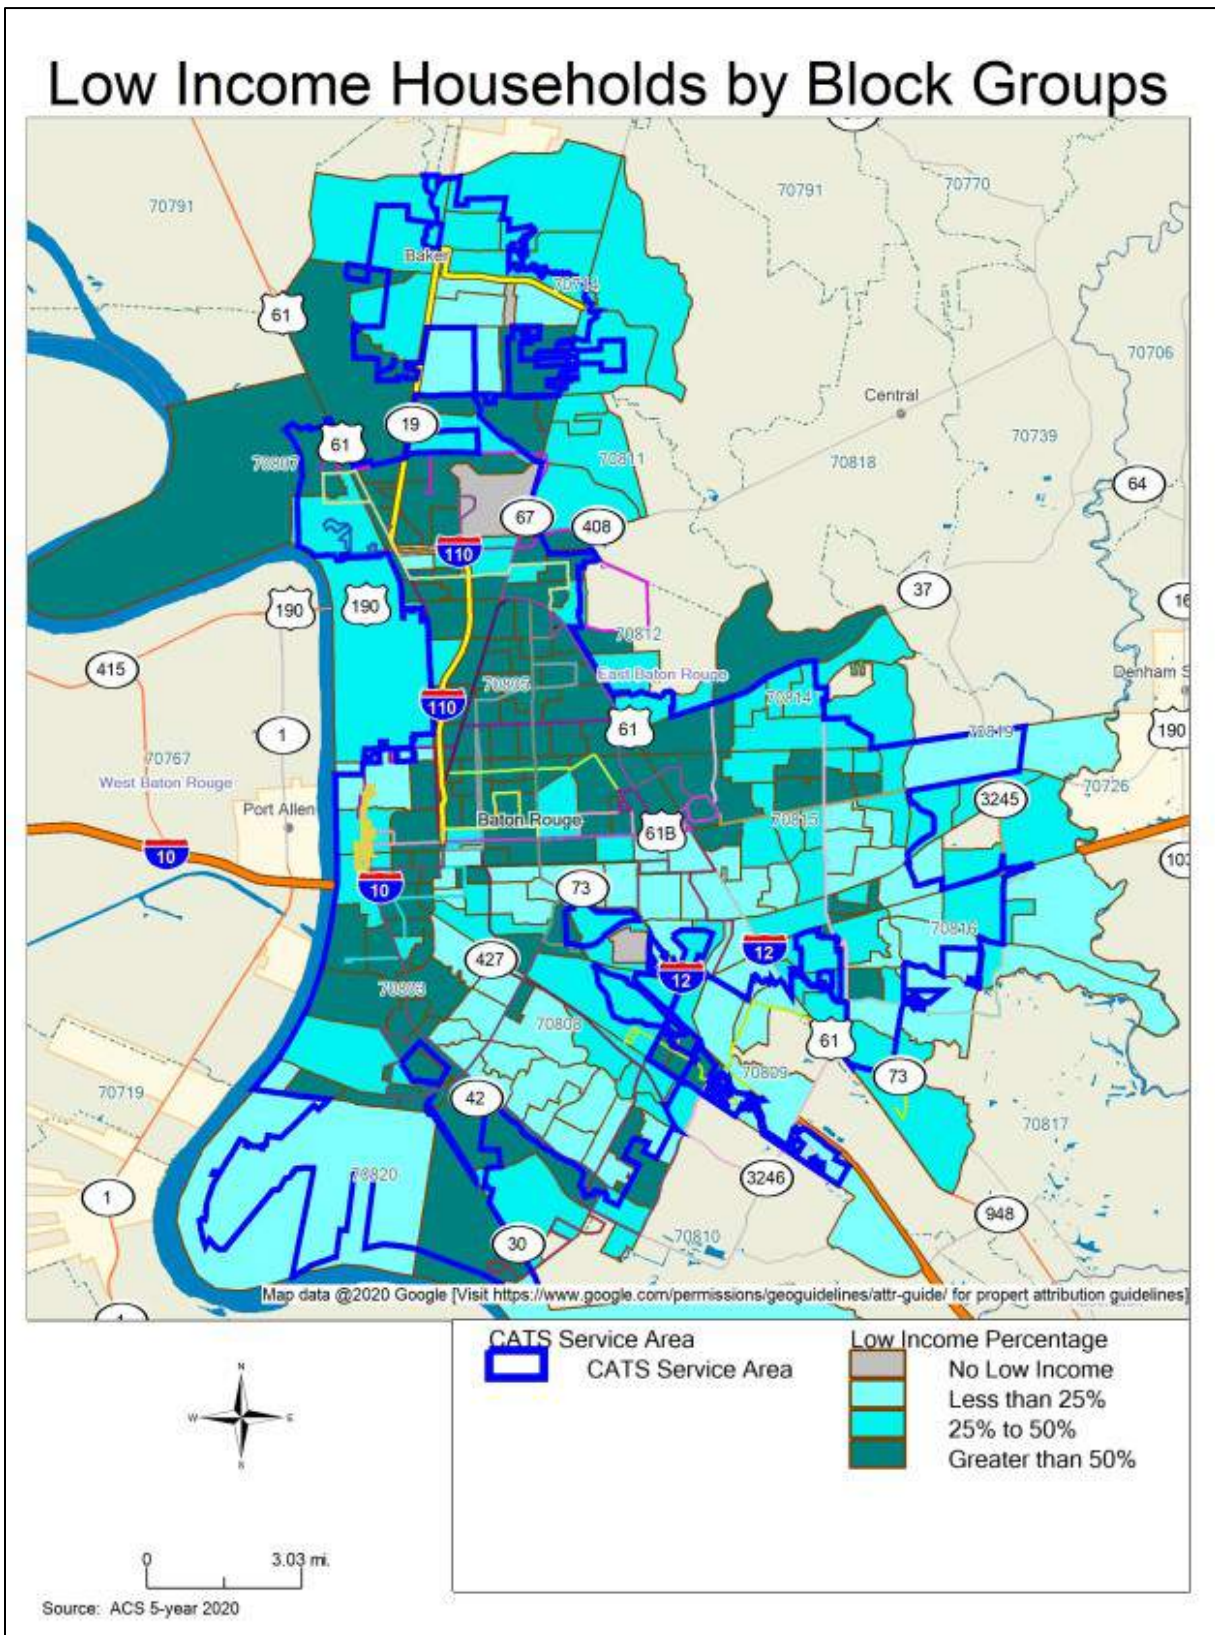 Low Income Households by Block Groups
70791
70791
70770
61
Baker
70714
70706
Central
19
61
70739
70807
70811
70818
64
67
408
110
37
190
190
16
70812
415
East Baton Rouge
Denham S
70805
110
70814
61
1
70819
190
70767
West Baton Rouge
70726
3245
Port Allen
Baton Rouge
70815
61B
10
103
10
73
70816
427
12
12
70803
70808
61
70809
73
70719
42
70817
70820
3246
1
948
30
70810
Map data @2020 Google [Visit https://www.google.com/permissions/geoguidelines/attr-guide/ for propert attribution guidelines]
CATS Service Area
CATS Service Area
Low Income Percentage
No Low Income
Less than 25%
25% to 50%
Greater than 50%
N
W
E
S
0
3.03 mi.
Source: ACS 5-year 2020